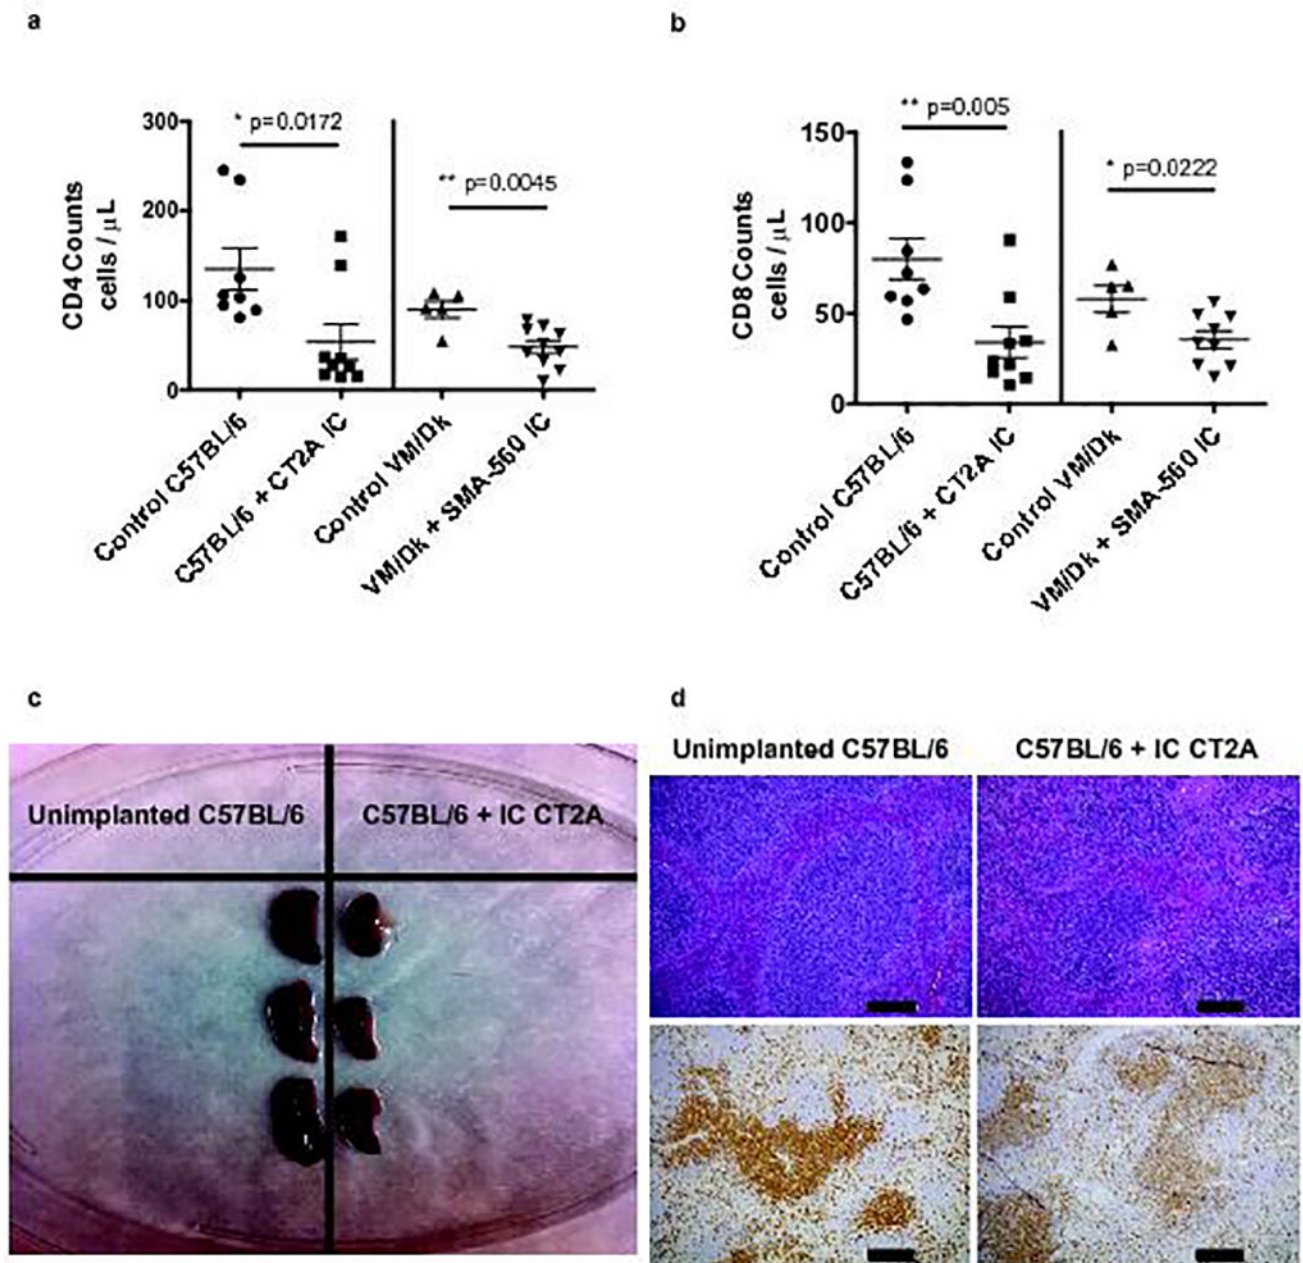 a
* p=0.0172
** p=0.0045
CD4 Counts
cells / μL
300
200
100
0
Control C57BL/6
C57BL/6 + CT2A IC
Control VM/Dk
VM/Dk + SMA-560 IC
b
** p=0.005
* p=0.0222
CD8 Counts
cells / μL
150
100
50
0
Control C57BL/6
C57BL/6 + CT2A IC
Control VM/Dk
VM/Dk + SMA-560 IC
c
Unimplanted C57BL/6
C57BL/6 + IC CT2A
d
Unimplanted C57BL/6
C57BL/6 + IC CT2A